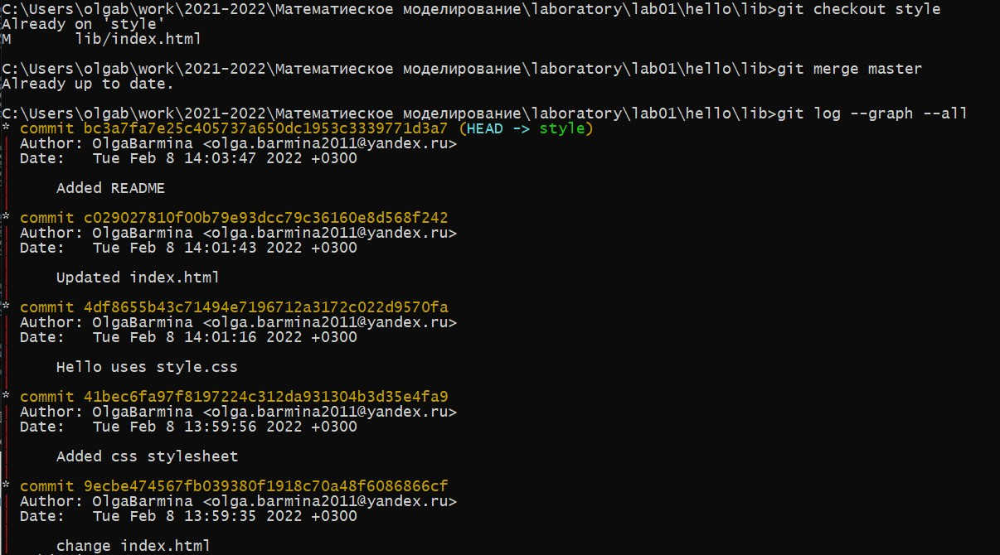 C:\Users\olgab\work\2021-2022\Математиеское моделирование\laboratory\lab01\hello\lib>git checkout style
Already on 'style'
M       lib/index.html
C:\Users\olgab\work\2021-2022\Математиеское моделирование\laboratory\lab01\hello\lib>git merge master
Already up to date.
C:\Users\olgab\work\2021-2022\Математиеское моделирование\laboratory\lab01\hello\lib>git log --graph --all
* commit bc3a7fa7e25c405737a650dc1953c3339771d3a7 (HEAD -> style)
| Author: OlgaBarmina <olga.barmina2011@yandex.ru>
| Date:   Tue Feb 8 14:03:47 2022 +0300
|
|     Added README
|
* commit c029027810f00b79e93dcc79c36160e8d568f242
| Author: OlgaBarmina <olga.barmina2011@yandex.ru>
| Date:   Tue Feb 8 14:01:43 2022 +0300
|
|     Updated index.html
|
* commit 4df8655b43c71494e7196712a3172c022d9570fa
| Author: OlgaBarmina <olga.barmina2011@yandex.ru>
| Date:   Tue Feb 8 14:01:16 2022 +0300
|
|     Hello uses style.css
|
* commit 41bec6fa97f8197224c312da931304b3d35e4fa9
| Author: OlgaBarmina <olga.barmina2011@yandex.ru>
| Date:   Tue Feb 8 13:59:56 2022 +0300
|
|     Added css stylesheet
|
* commit 9ecbe474567fb039380f1918c70a48f6086866cf
| Author: OlgaBarmina <olga.barmina2011@yandex.ru>
| Date:   Tue Feb 8 13:59:35 2022 +0300
|
|     change index.html